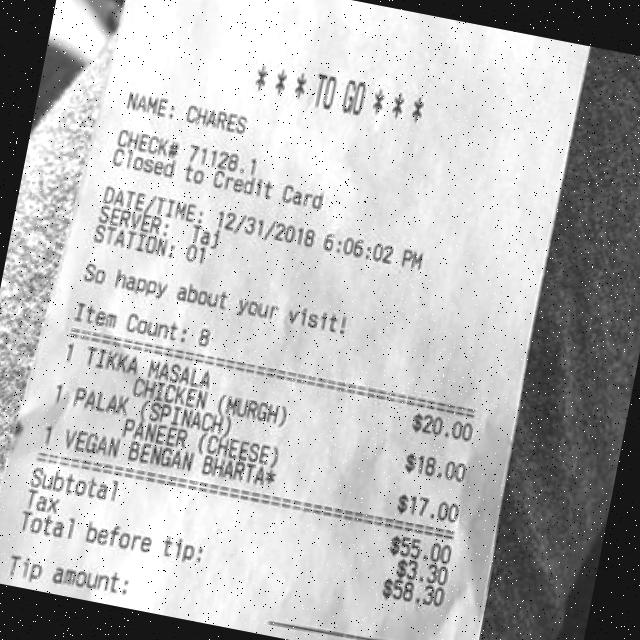 * * * TO GO * * *
NAME: CHARES
CHECK# 71128.1
Closed to Credit Card
DATE/TIME: 12/31/2018 6:06:02 PM
SERVER: Taj
STATION: 01
So happy about your visit!
Item Count: 8
1 TIKKA MASALA
CHICKEN (MURGH) $20.00
1 PALAK (SPINACH)
PANEER (CHEESE) $18.00
1 VEGAN BENGAN BHARTA* $17.00
Subtotal $55.00
Tax $3.30
Total before tip: $58.30
Tip amount: